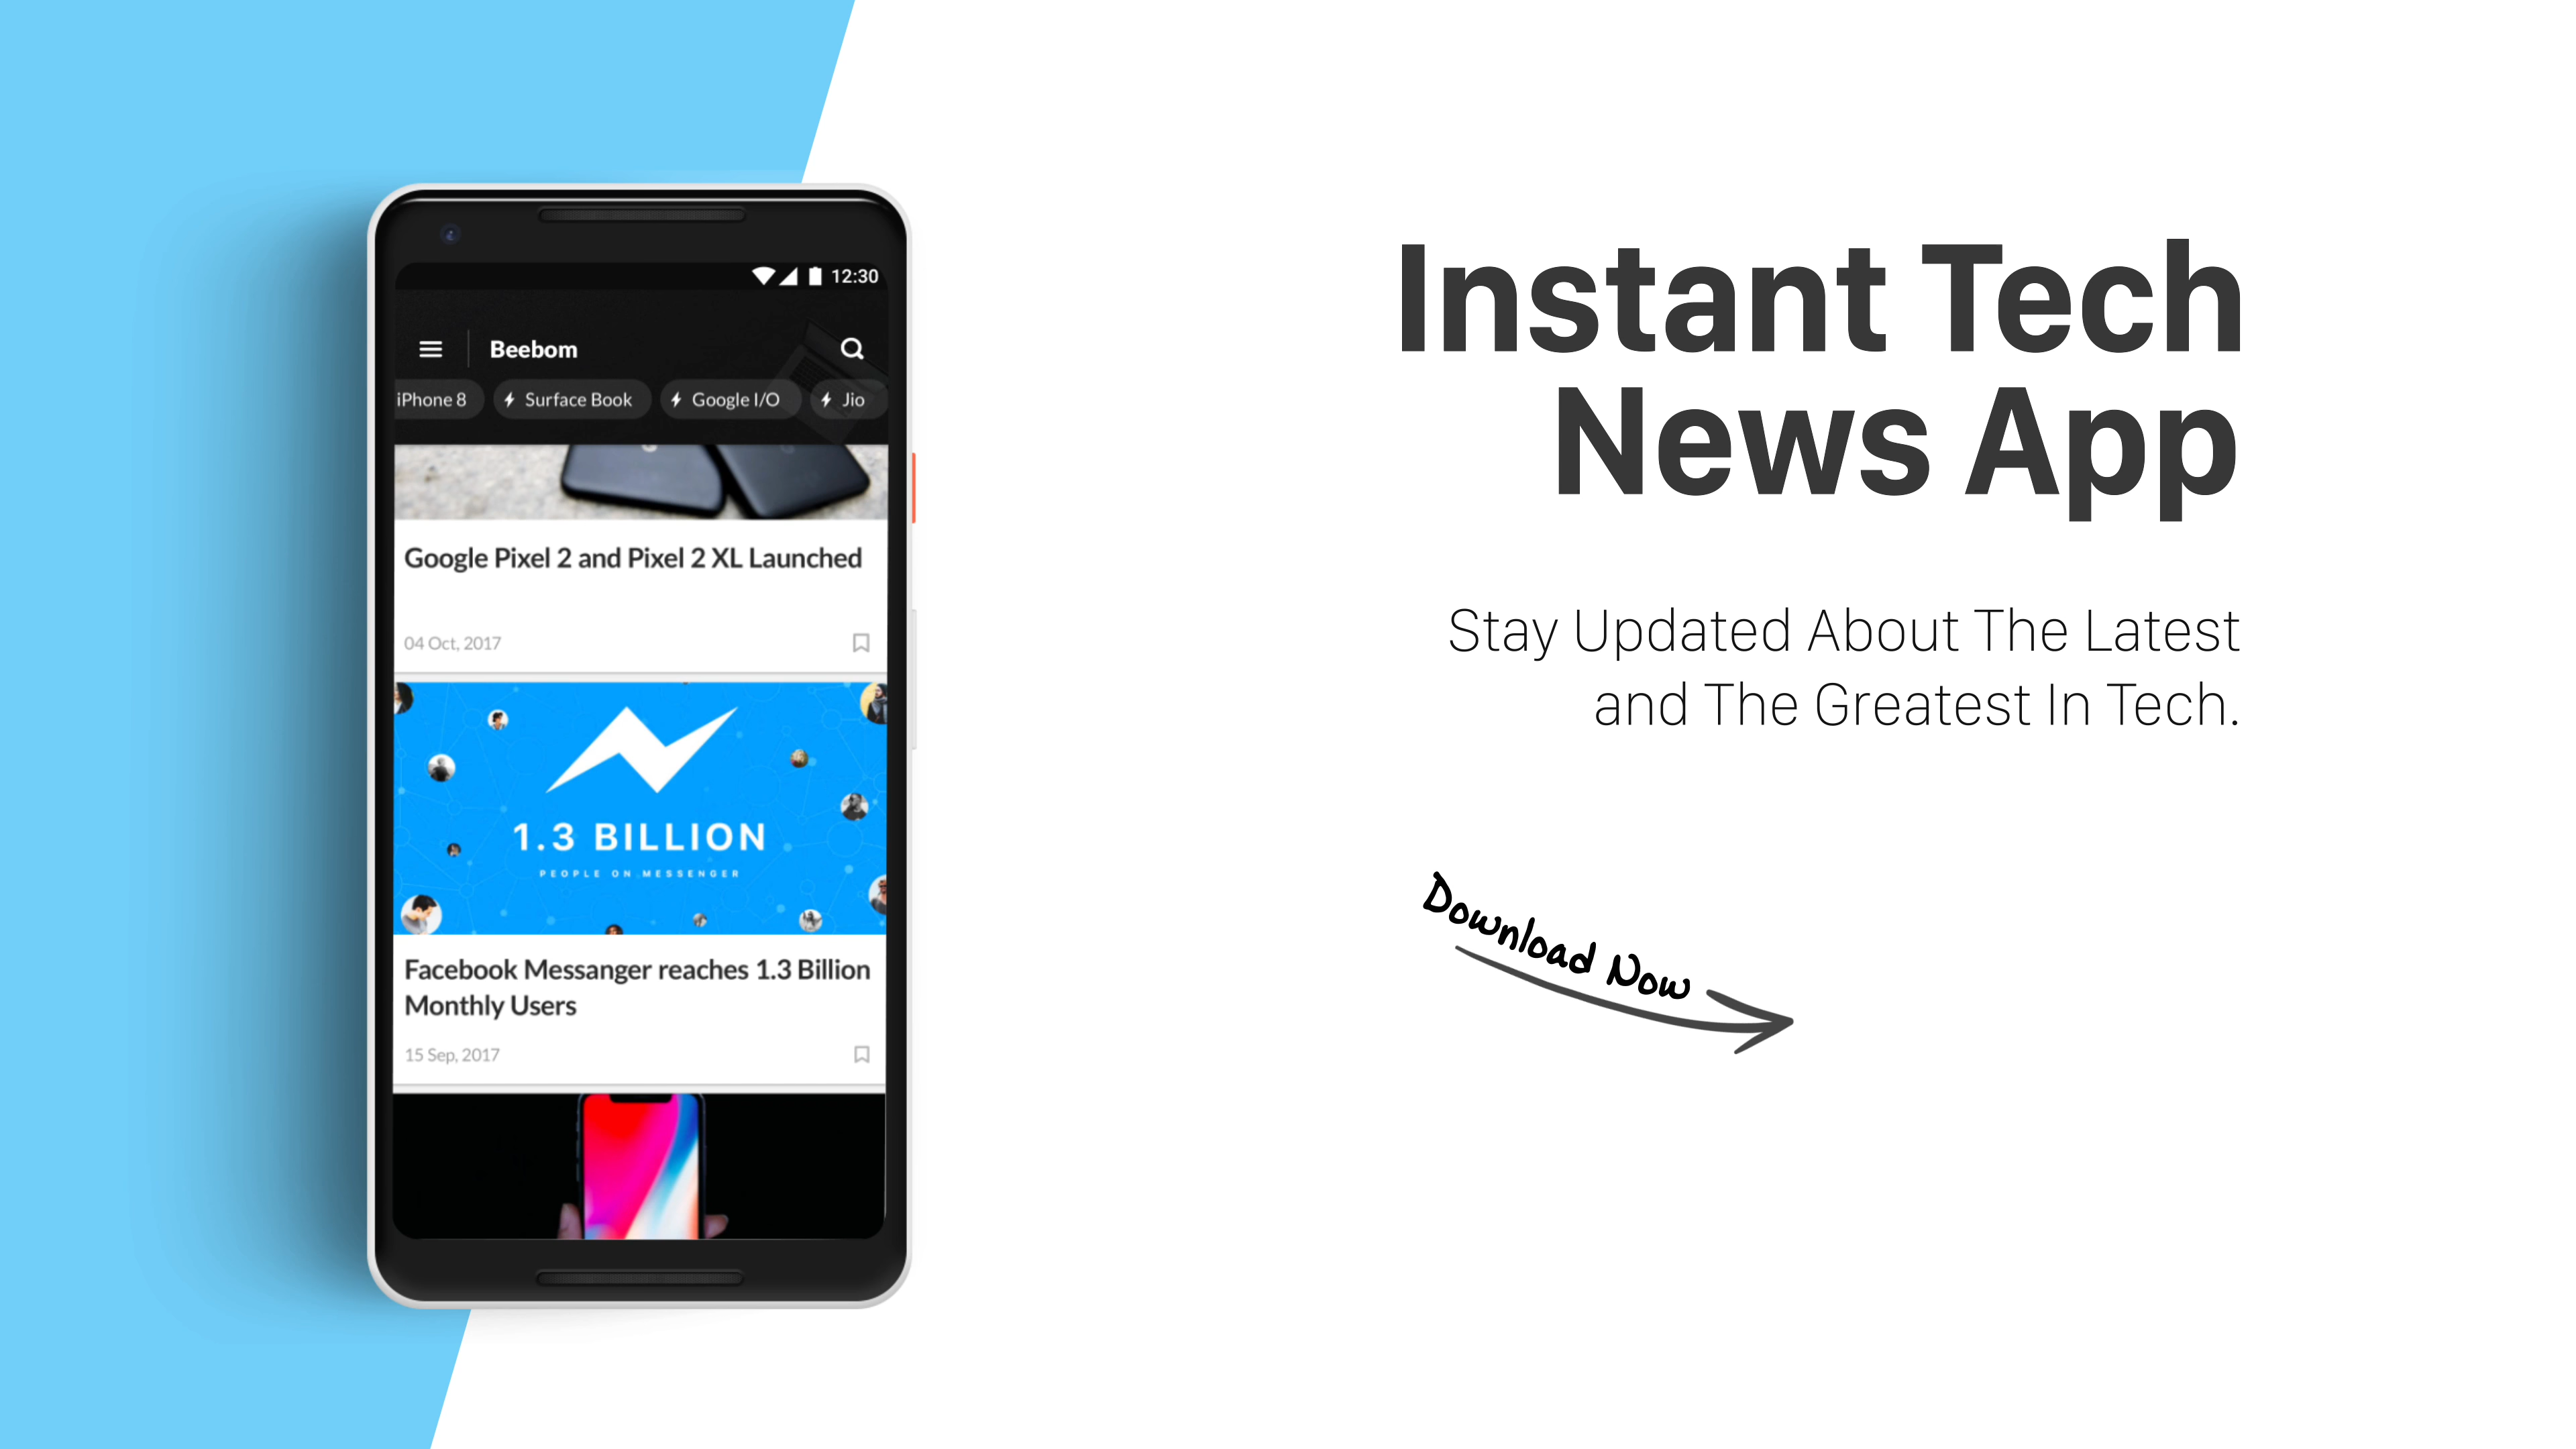 12:30
Beebom
iPhone 8
Surface Book
Google I/O
Jio
Google Pixel 2 and Pixel 2 XL Launched
04 Oct, 2017
1.3 BILLION
PEOPLE ON MESSENGER
Facebook Messanger reaches 1.3 Billion
Monthly Users
15 Sep, 2017
Instant Tech
News App
Stay Updated About The Latest
and The Greatest In Tech.
Download Now